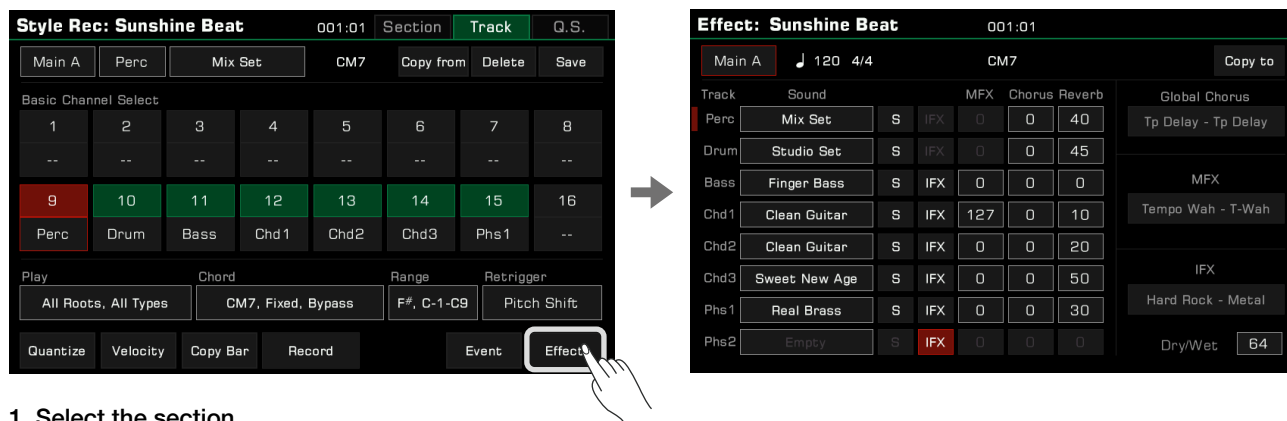 Style Rec: Sunshine Beat 001:01 Section Track Q.S.
Main A Perc Mix Set CM7 Copy from Delete Save
Basic Channel Select
1 2 3 4 5 6 7 8
-- -- -- -- -- -- -- --
9 10 11 12 13 14 15 16
Perc Drum Bass Chd1 Chd2 Chd3 Phs1 --
Play Chord Range Retrigger
All Roots, All Types CM7, Fixed, Bypass F#, C-1-C9 Pitch Shift
Quantize Velocity Copy Bar Record Event Effect
Effect: Sunshine Beat 001:01
Main A ♩ 120 4/4 CM7 Copy to
Track Sound MFX Chorus Reverb Global Chorus
Perc Mix Set S IFX 0 0 40 Tp Delay - Tp Delay
Drum Studio Set S IFX 0 0 45
Bass Finger Bass S IFX 0 0 0 MFX
Chd1 Clean Guitar S IFX 127 0 10 Tempo Wah - T-Wah
Chd2 Clean Guitar S IFX 0 0 20
Chd3 Sweet New Age S IFX 0 0 50 IFX
Phs1 Real Brass S IFX 0 0 30 Hard Rock - Metal
Phs2 Empty S IFX 0 0 0 Dry/Wet 64
1. Select the section